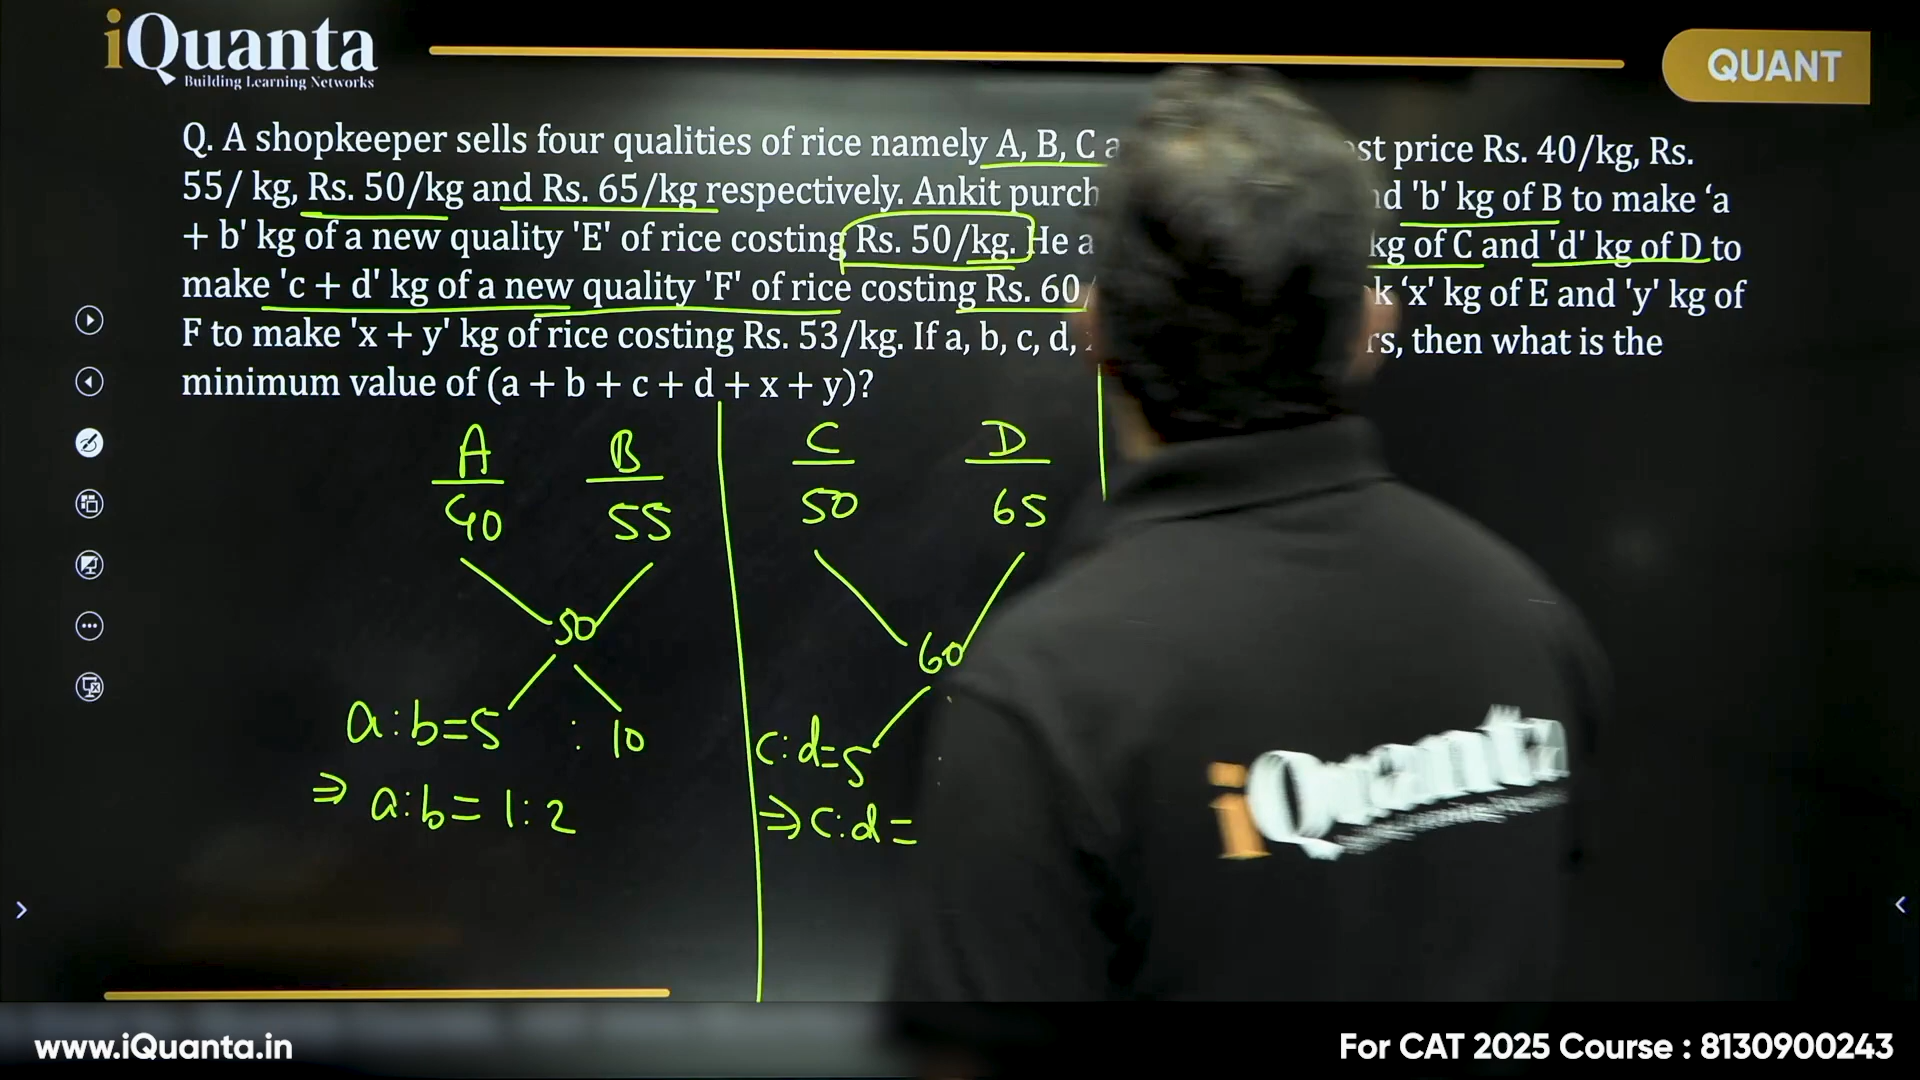 iQuanta
Building Learning Networks
QUANT
Q. A shopkeeper sells four qualities of rice namely A, B, C a st price Rs. 40/kg, Rs.
55/ kg, Rs. 50/kg and Rs. 65/kg respectively. Ankit purch d 'b' kg of B to make ‘a
+ b' kg of a new quality 'E' of rice costing Rs. 50/kg. He a kg of C and 'd' kg of D to
make 'c + d' kg of a new quality 'F' of rice costing Rs. 60/ k ‘x' kg of E and 'y' kg of
F to make 'x + y' kg of rice costing Rs. 53/kg. If a, b, c, d, rs, then what is the
minimum value of (a + b + c + d + x + y)?
A B C D
40 55 50 65
50 60
a:b=5 : 10 c:d=5
⇒ a:b= 1:2 ⇒ c:d=
iQuanta
www.iQuanta.in
For CAT 2025 Course : 8130900243